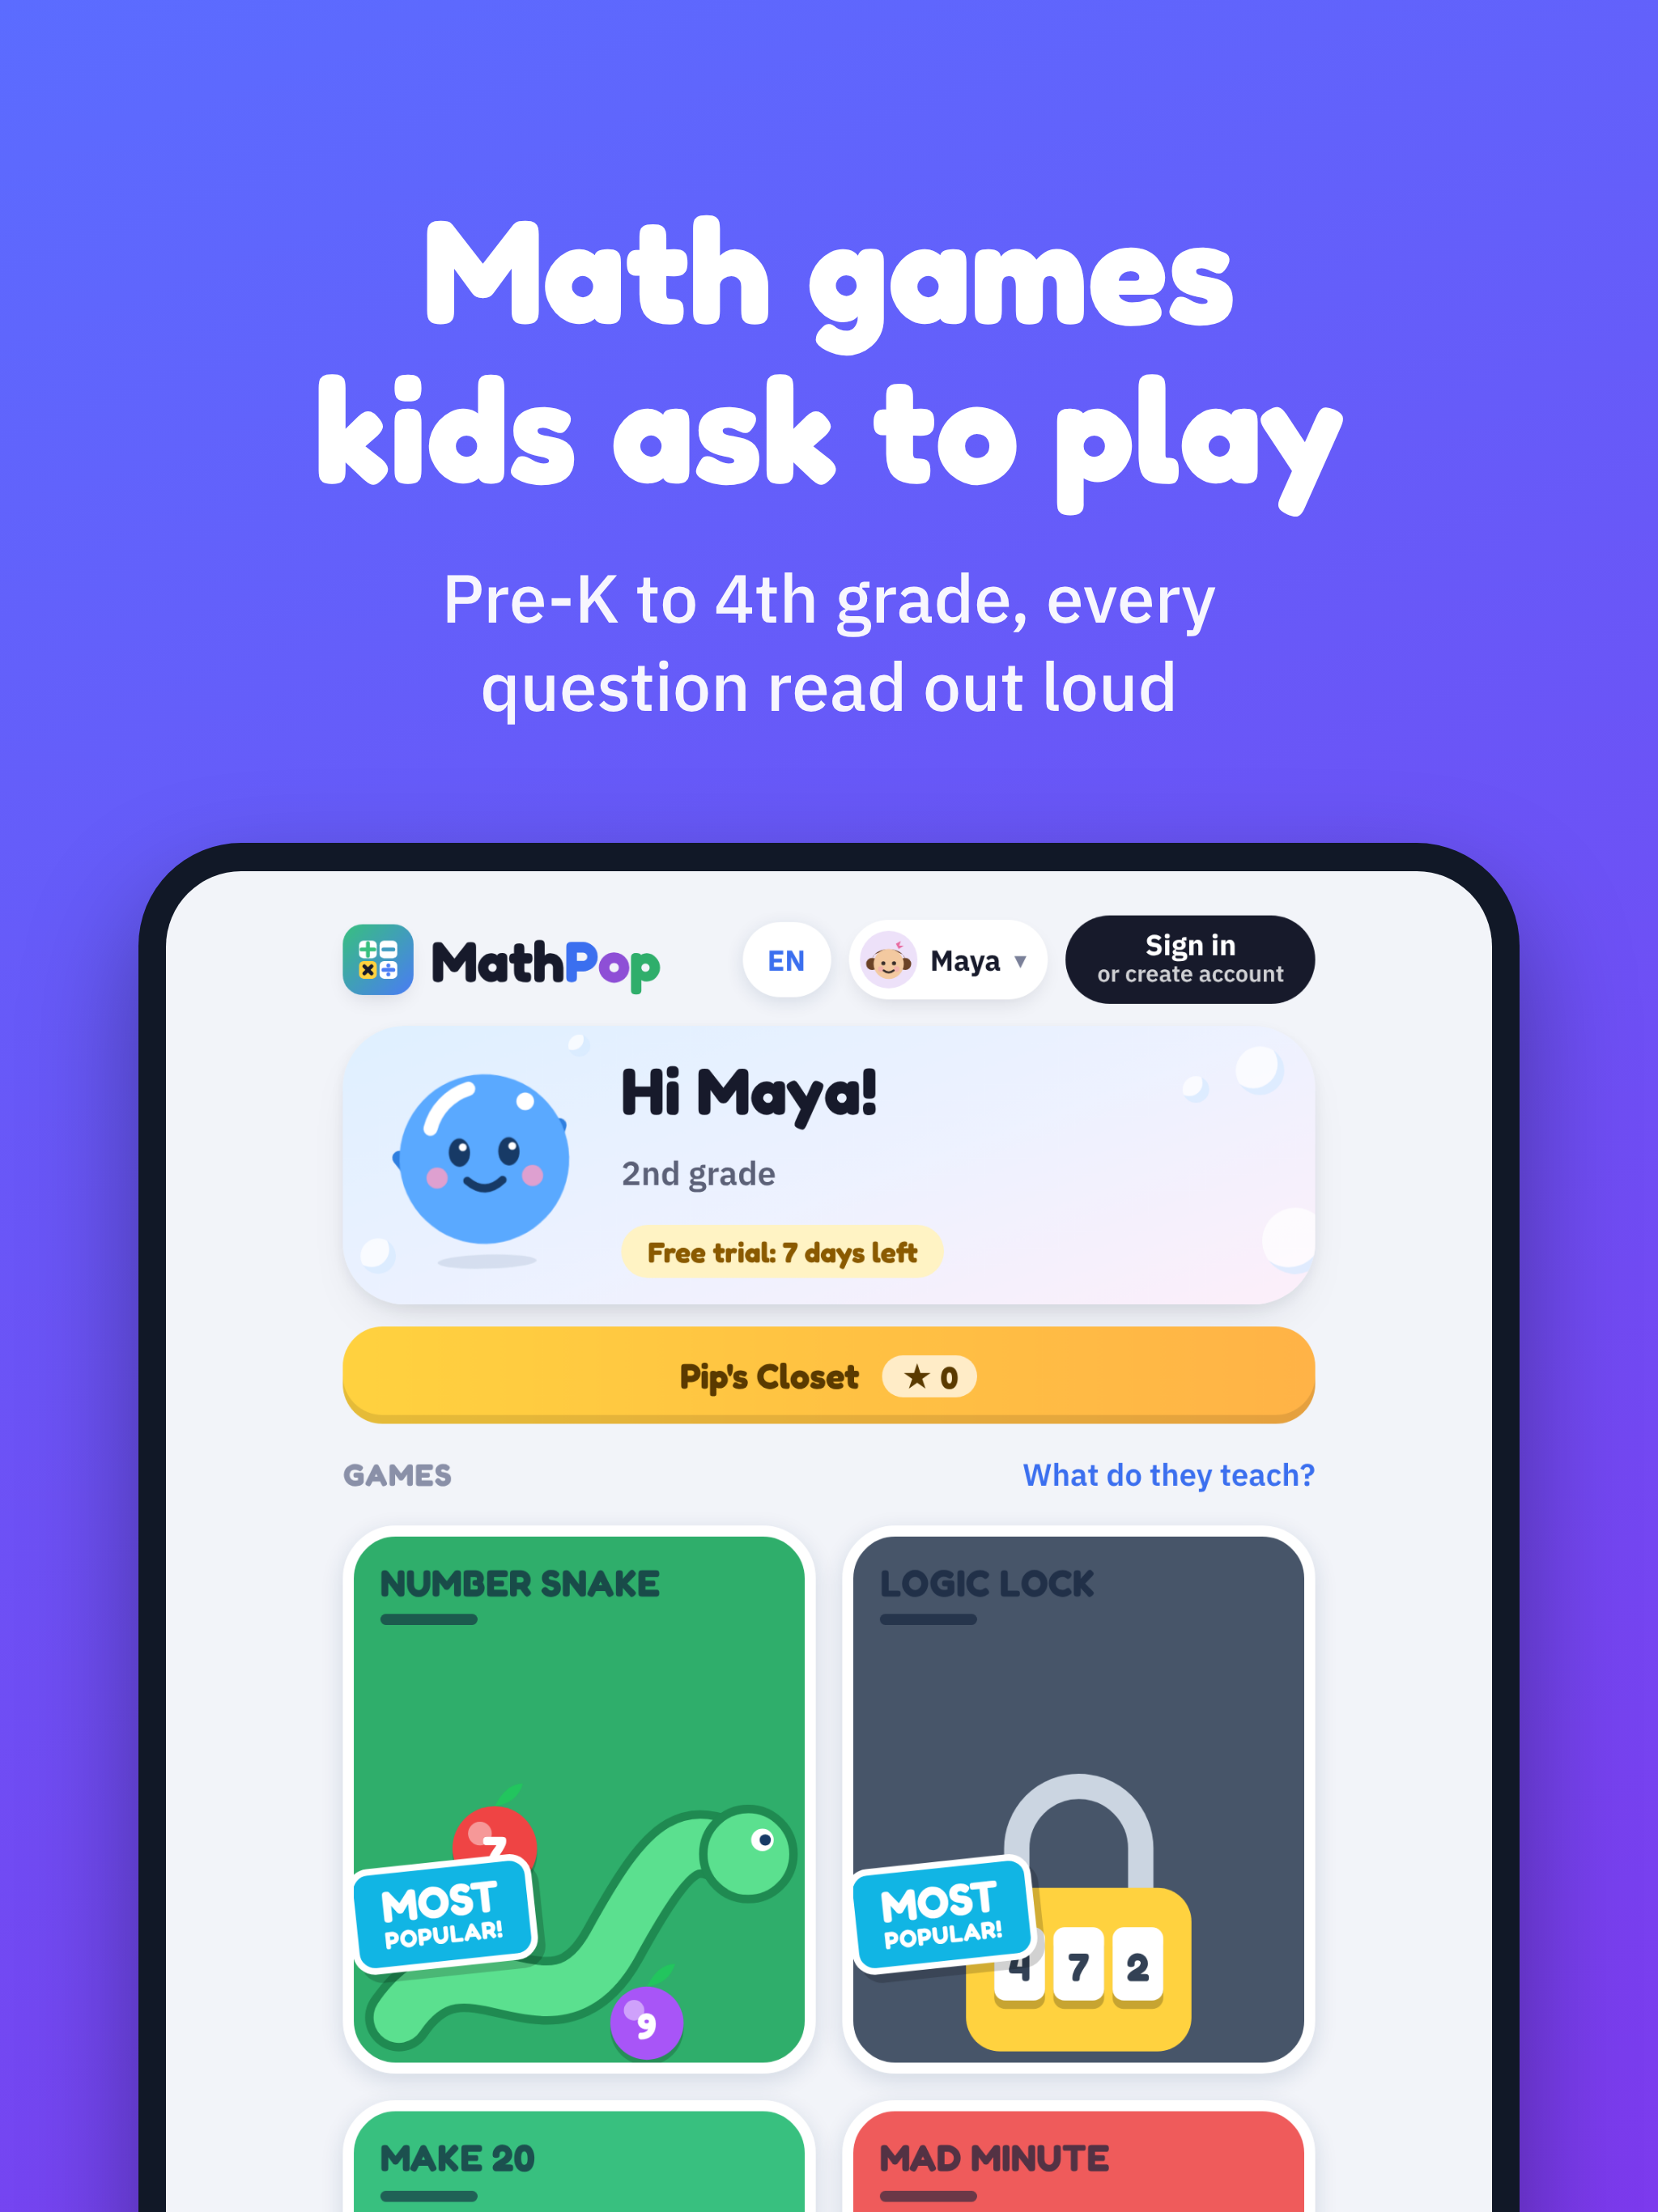 Math games
kids ask to play
Pre-K to 4th grade, every
question read out loud
MathPop
EN
Maya ▾
Sign in
or create account
Hi Maya!
2nd grade
Free trial: 7 days left
Pip's Closet ★ 0
GAMES
What do they teach?
NUMBER SNAKE
7
MOST
POPULAR!
9
LOGIC LOCK
MOST
POPULAR!
4 7 2
MAKE 20
MAD MINUTE